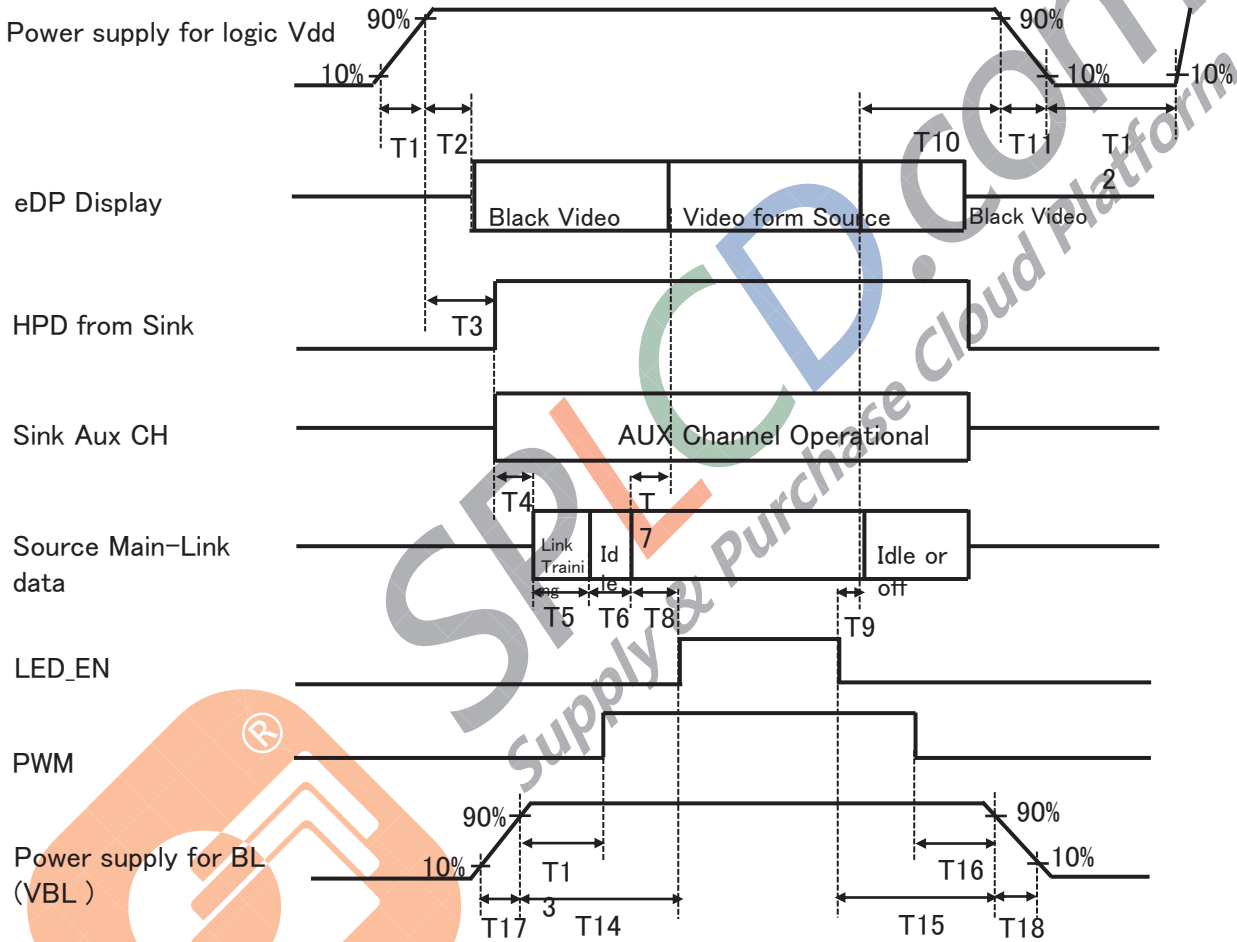 Power supply for logic Vdd
90%
90%
10%
10%
10%
T1
T2
T10
T11
T1
2
eDP Display
Black Video
Video form Source
Black Video
HPD from Sink
T3
Sink Aux CH
AUX Channel Operational
T4
T
7
Source Main-Link
data
Link
Traini
ng
Id
le
Idle or
off
T5
T6
T8
T9
LED_EN
PWM
90%
90%
Power supply for BL
(VBL )
10%
10%
T1
3
T16
T17
T14
T15
T18
SPLCD.com
Supply & Purchase Cloud Platform
®